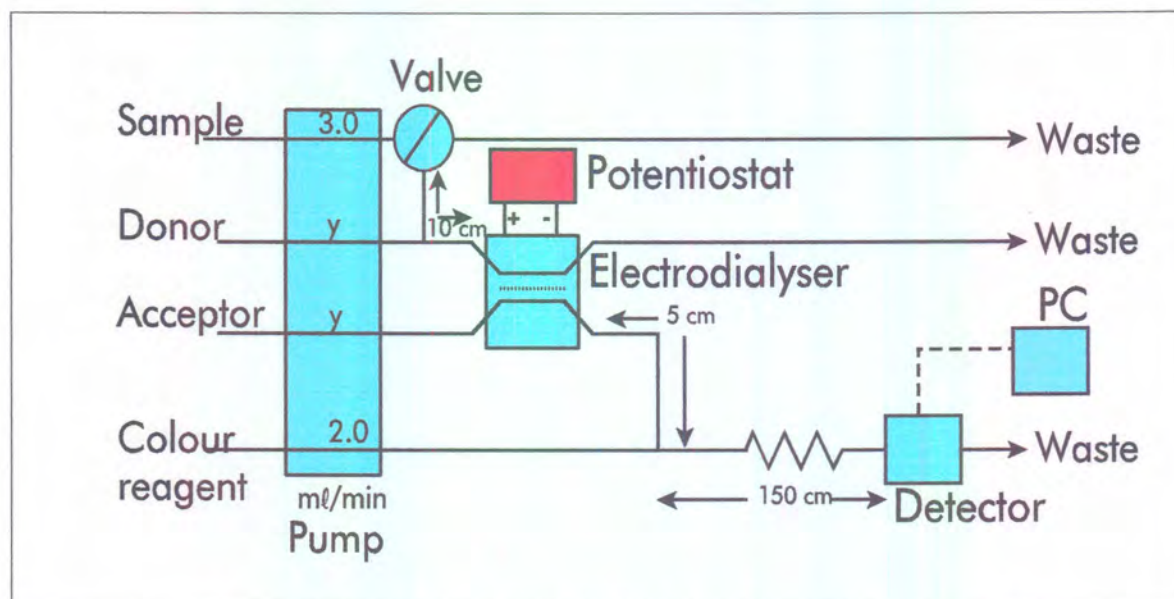 Valve
Sample
3.0
Waste
Potentiostat
10 cm
+ -
Donor
y
Waste
Electrodialyser
Acceptor
y
5 cm
PC
Colour
reagent
2.0
Waste
150 cm
Detector
mℓ/min
Pump